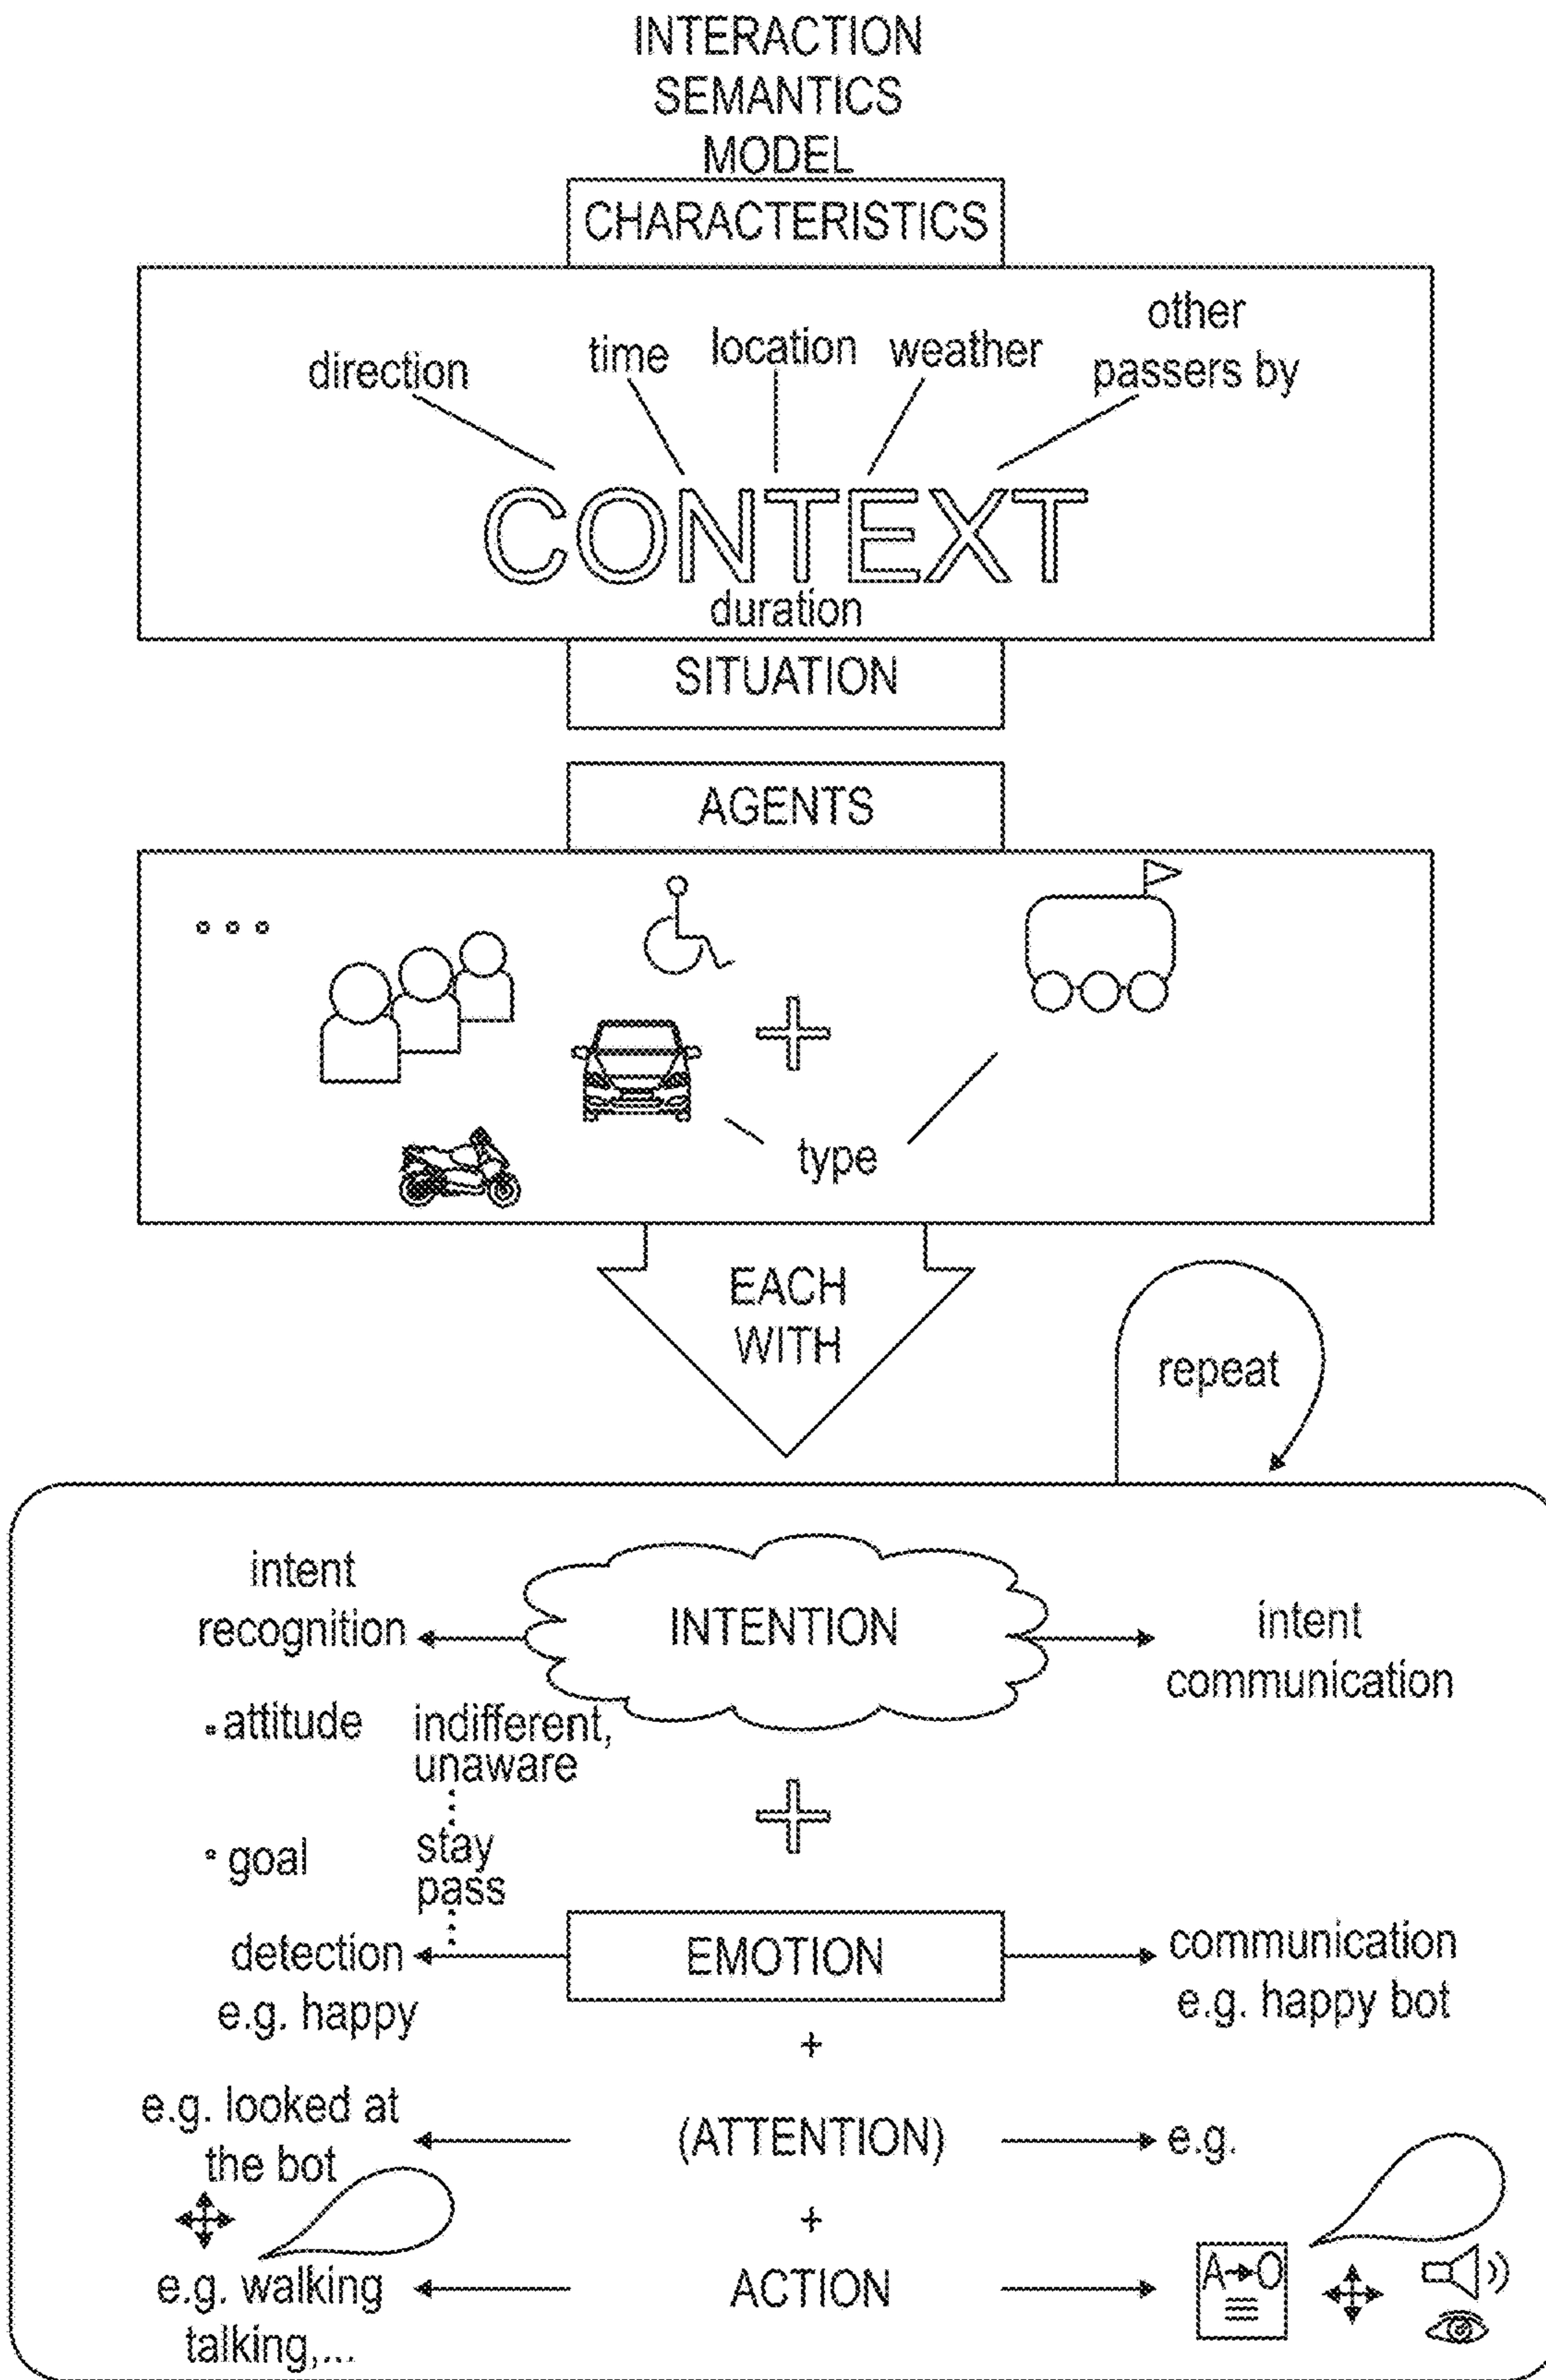 INTERACTION
SEMANTICS
MODEL
CHARACTERISTICS
direction
time
location
weather
other
passers by
CONTEXT
duration
SITUATION
AGENTS
type
EACH
WITH
repeat
intent
recognition
INTENTION
intent
communication
attitude
indifferent,
unaware
goal
stay
pass
detection
e.g. happy
EMOTION
communication
e.g. happy bot
+
e.g. looked at
the bot
(ATTENTION)
e.g.
+
e.g. walking
talking,...
ACTION
A→O